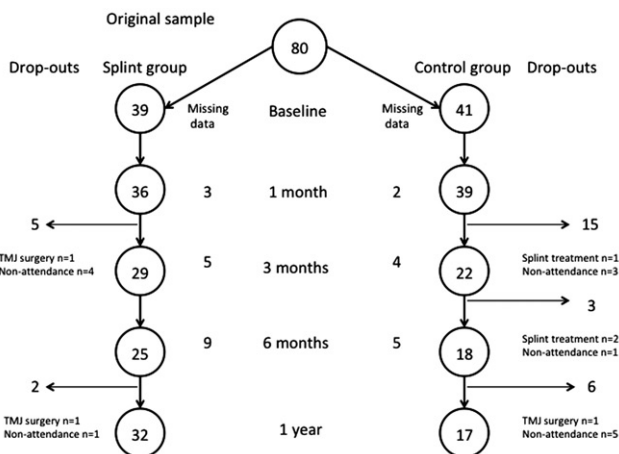 Original sample
80
Drop-outs Splint group Control group Drop-outs
39 Missing data Baseline Missing data 41
36 3 1 month 2 39
5 15
TMJ surgery n=1
Non-attendance n=4
29 5 3 months 4 22
Splint treatment n=1
Non-attendance n=3
3
25 9 6 months 5 18
Splint treatment n=2
Non-attendance n=1
2 6
TMJ surgery n=1
Non-attendance n=1
32 1 year 17
TMJ surgery n=1
Non-attendance n=5